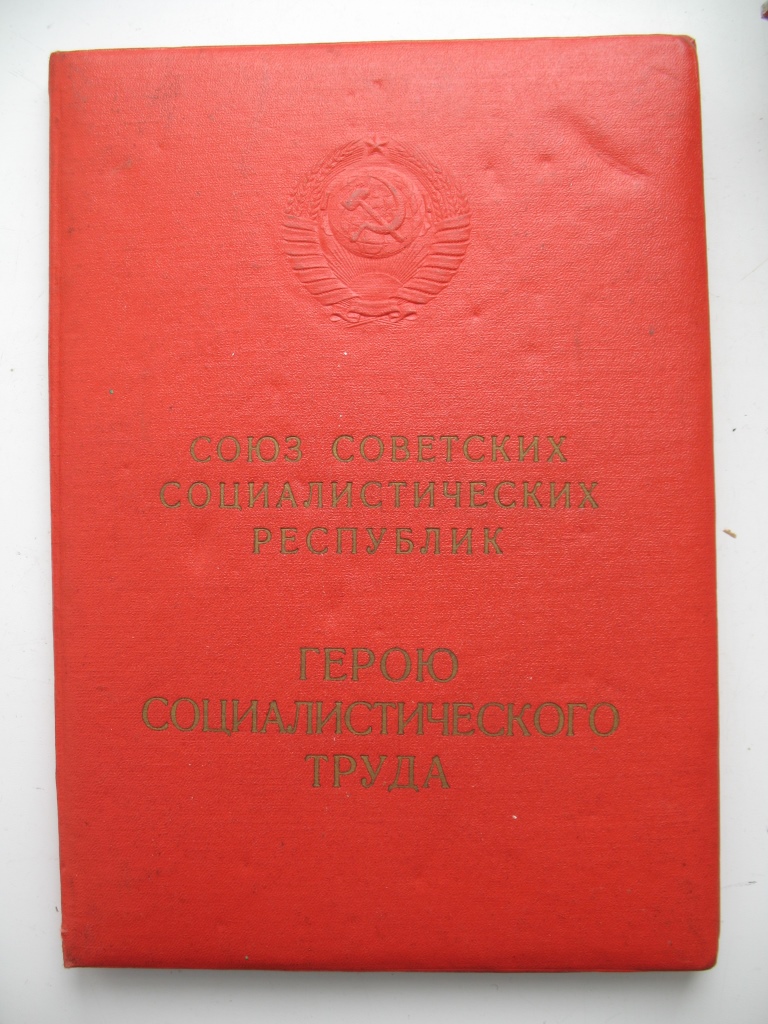 СОЮЗ СОВЕТСКИХ
СОЦИАЛИСТИЧЕСКИХ
РЕСПУБЛИК
ГЕРОЮ
СОЦИАЛИСТИЧЕСКОГО
ТРУДА